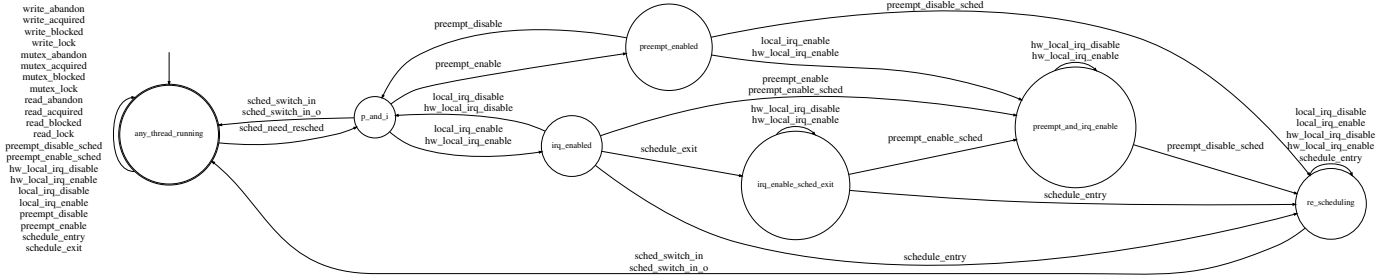 write_abandon
write_acquired
write_blocked
write_lock
mutex_abandon
mutex_acquired
mutex_blocked
mutex_lock
read_abandon
read_acquired
read_blocked
read_lock
preempt_disable_sched
preempt_enable_sched
hw_local_irq_disable
hw_local_irq_enable
local_irq_disable
local_irq_enable
preempt_disable
preempt_enable
schedule_entry
schedule_exit
any_thread_running
sched_switch_in
sched_switch_in_o
sched_need_resched
p_and_i
preempt_disable
preempt_enable
local_irq_disable
hw_local_irq_disable
local_irq_enable
hw_local_irq_enable
irq_enabled
preempt_enabled
preempt_disable_sched
local_irq_enable
hw_local_irq_enable
preempt_enable
preempt_enable_sched
hw_local_irq_disable
hw_local_irq_enable
schedule_exit
irq_enable_sched_exit
preempt_enable_sched
schedule_entry
schedule_entry
hw_local_irq_disable
hw_local_irq_enable
preempt_and_irq_enable
preempt_disable_sched
local_irq_disable
local_irq_enable
hw_local_irq_disable
hw_local_irq_enable
schedule_entry
re_scheduling
sched_switch_in
sched_switch_in_o